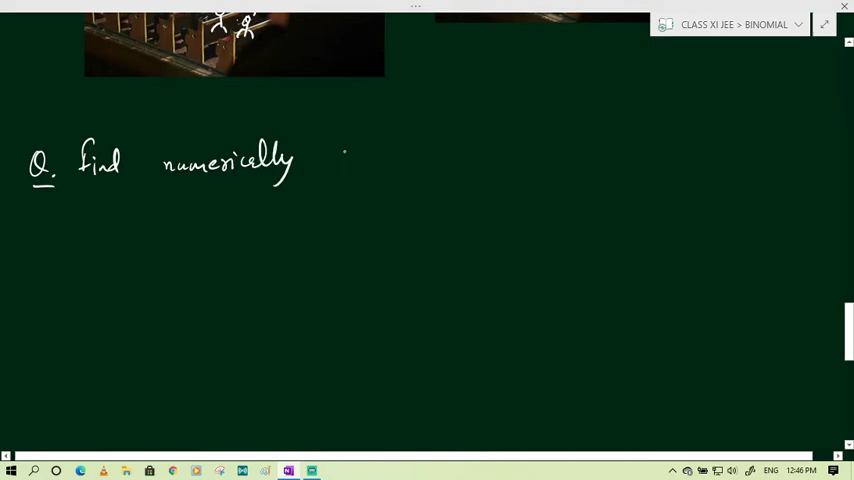 ...
CLASS XI JEE > BINOMIAL
Q. find numerically
ENG 12:46 PM